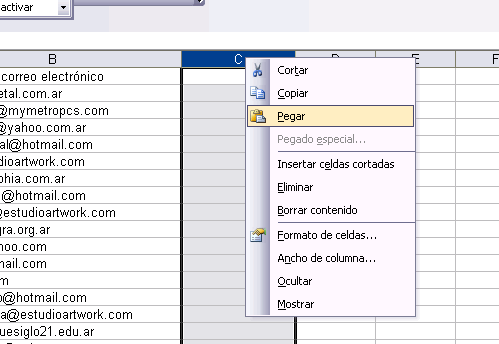 activar
B C D E F
correo electrónico
etal.com.ar
@mymetropcs.com
@yahoo.com.ar
al@hotmail.com
dioartwork.com
phia.com.ar
@hotmail.com
@estudioartwork.com
gra.org.ar
hoo.com
mail.com
m
o@hotmail.com
a@estudioartwork.com
uesiglo21.edu.ar
Cortar
Copiar
Pegar
Pegado especial...
Insertar celdas cortadas
Eliminar
Borrar contenido
Formato de celdas...
Ancho de columna...
Ocultar
Mostrar